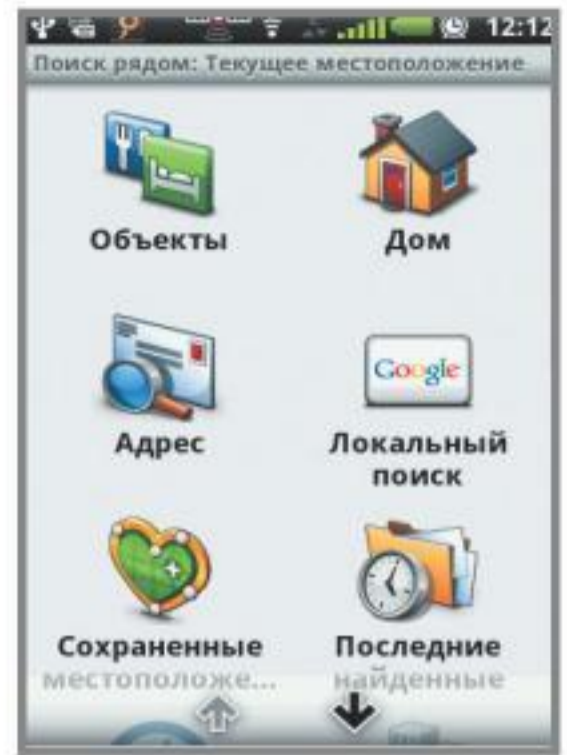 12:12
Поиск рядом: Текущее местоположение
Объекты
Дом
Адрес
Google
Локальный
поиск
Сохраненные
местоположе...
Последние
найденные